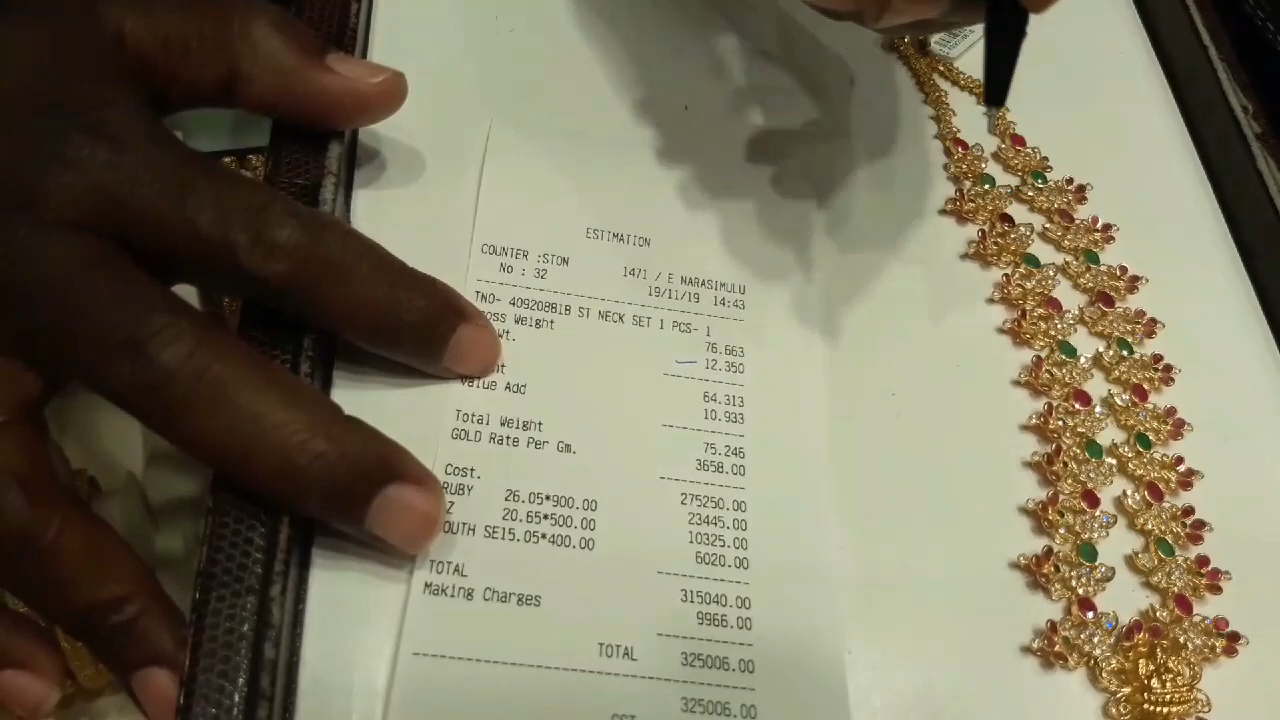 ESTIMATION
COUNTER :STON 1471 / E NARASIMULU
No : 32 19/11/19 14:43
TNO- 409208818 ST NECK SET 1 PCS- 1
oss Weight 76.663
Wt. 12.350
nt 64.313
Value Add 10.933
Total Weight 75.246
GOLD Rate Per Gm. 3658.00
Cost. 275250.00
RUBY 26.05*900.00 23445.00
Z 20.65*500.00 10325.00
OUTH SE15.05*400.00 6020.00
TOTAL 315040.00
Making Charges 9966.00
TOTAL 325006.00
325006.00